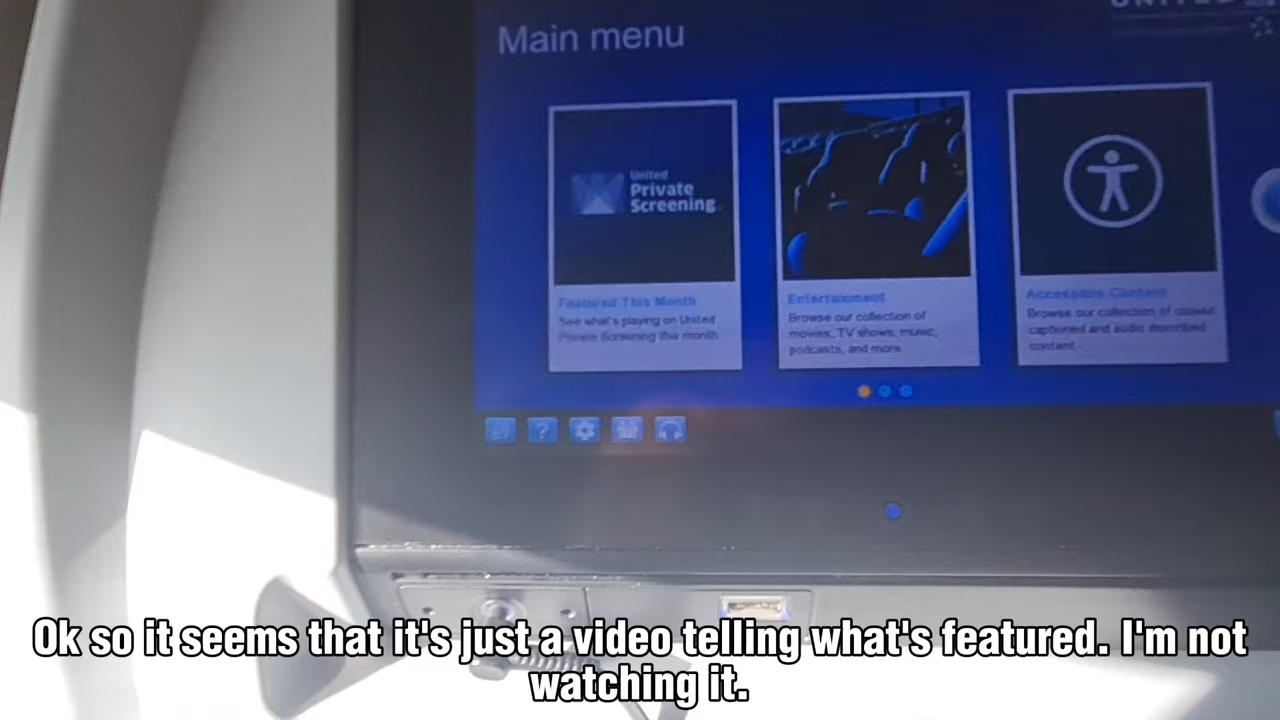 UNITED
Main menu
United
Private
Screening
Featured This Month
See what's playing on United
Private Screening this month.
Entertainment
Browse our collection of
movies, TV shows, music,
podcasts, and more.
Accessible Content
Browse our collection of closed
captioned and audio described
content.
?
Ok so it seems that it's just a video telling what's featured. I'm not
watching it.